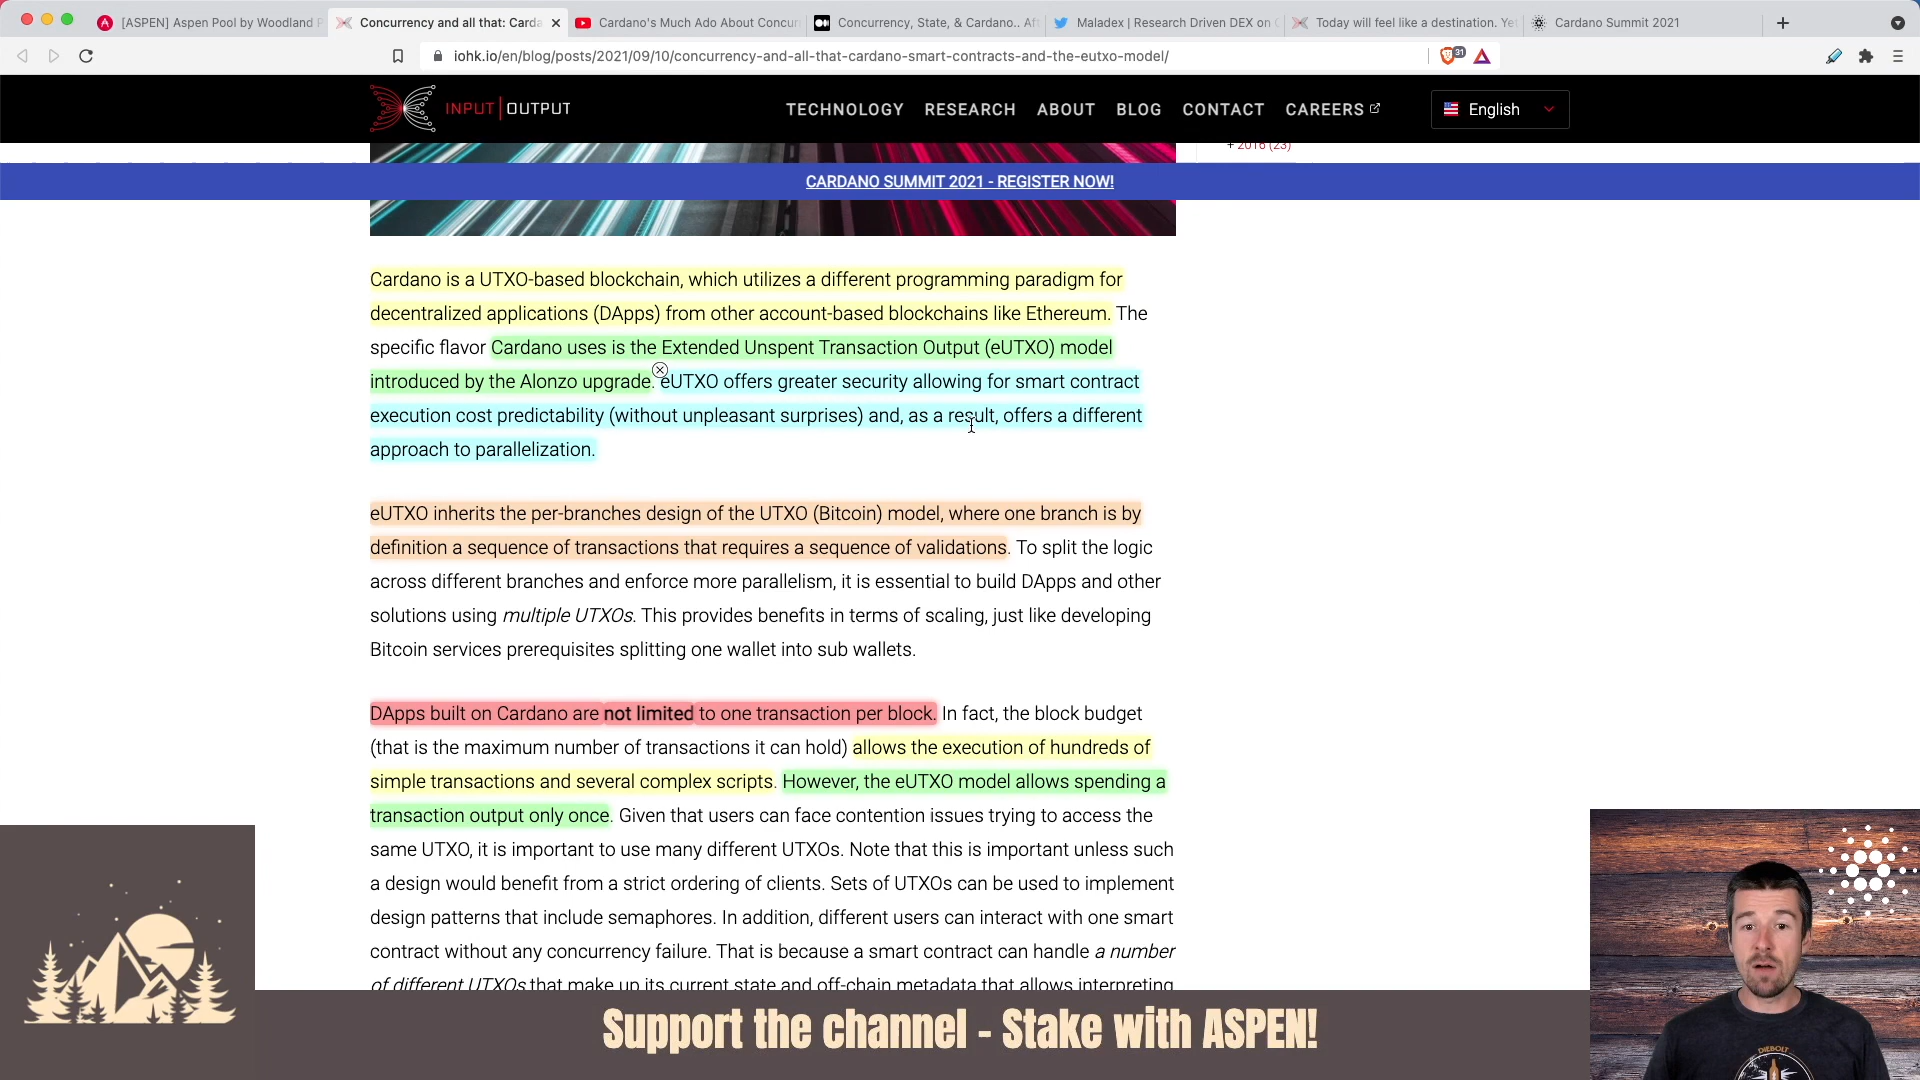 [ASPEN] Aspen Pool by Woodland P
Concurrency and all that: Carda
Cardano's Much Ado About Concur
Concurrency, State, & Cardano.. Aft
Maladex | Research Driven DEX on C
Today will feel like a destination. Yet
Cardano Summit 2021
iohk.io/en/blog/posts/2021/09/10/concurrency-and-all-that-cardano-smart-contracts-and-the-eutxo-model/
31
INPUT | OUTPUT
TECHNOLOGY RESEARCH ABOUT BLOG CONTACT CAREERS
English
+ 2016 (23)
CARDANO SUMMIT 2021 - REGISTER NOW!
Cardano is a UTXO-based blockchain, which utilizes a different programming paradigm for
decentralized applications (DApps) from other account-based blockchains like Ethereum. The
specific flavor Cardano uses is the Extended Unspent Transaction Output (eUTXO) model
introduced by the Alonzo upgrade. eUTXO offers greater security allowing for smart contract
execution cost predictability (without unpleasant surprises) and, as a result, offers a different
approach to parallelization.
eUTXO inherits the per-branches design of the UTXO (Bitcoin) model, where one branch is by
definition a sequence of transactions that requires a sequence of validations. To split the logic
across different branches and enforce more parallelism, it is essential to build DApps and other
solutions using multiple UTXOs. This provides benefits in terms of scaling, just like developing
Bitcoin services prerequisites splitting one wallet into sub wallets.
DApps built on Cardano are not limited to one transaction per block. In fact, the block budget
(that is the maximum number of transactions it can hold) allows the execution of hundreds of
simple transactions and several complex scripts. However, the eUTXO model allows spending a
transaction output only once. Given that users can face contention issues trying to access the
same UTXO, it is important to use many different UTXOs. Note that this is important unless such
a design would benefit from a strict ordering of clients. Sets of UTXOs can be used to implement
design patterns that include semaphores. In addition, different users can interact with one smart
contract without any concurrency failure. That is because a smart contract can handle a number
of different UTXOs that make up its current state and off-chain metadata that allows interpreting
Support the channel - Stake with ASPEN!
DIEBOLT